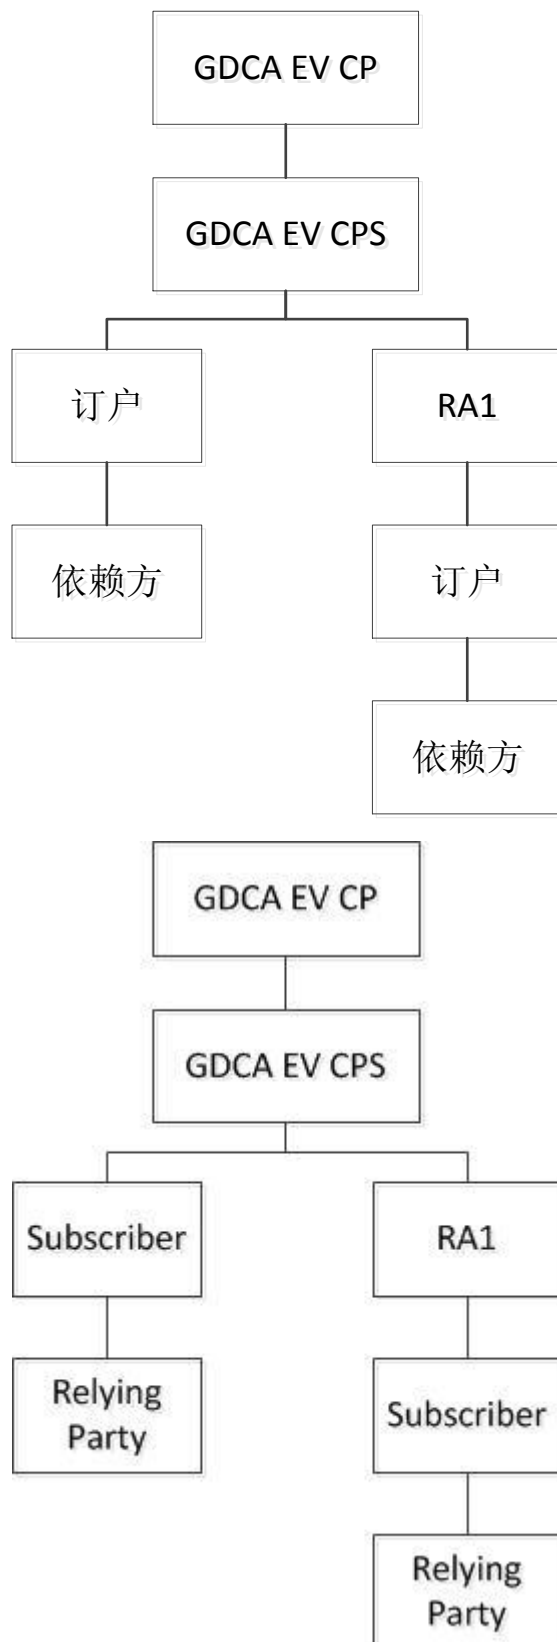 GDCA EV CP
GDCA EV CPS
订户
RA1
依赖方
订户
依赖方
GDCA EV CP
GDCA EV CPS
Subscriber
RA1
Relying
Party
Subscriber
Relying
Party